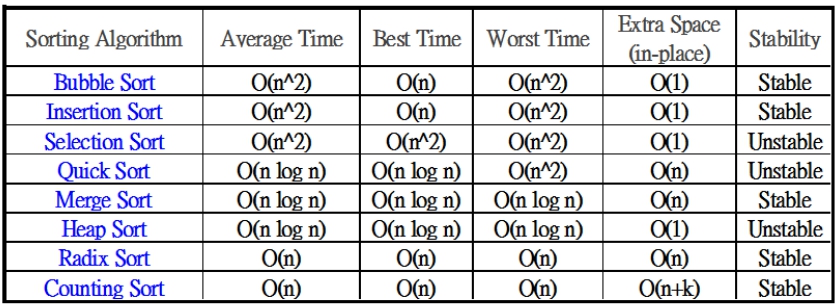 Sorting Algorithm Average Time Best Time Worst Time Extra Space (in-place) Stability
Bubble Sort O(n^2) O(n) O(n^2) O(1) Stable
Insertion Sort O(n^2) O(n) O(n^2) O(1) Stable
Selection Sort O(n^2) O(n^2) O(n^2) O(1) Unstable
Quick Sort O(n log n) O(n log n) O(n^2) O(n) Unstable
Merge Sort O(n log n) O(n log n) O(n log n) O(n) Stable
Heap Sort O(n log n) O(n log n) O(n log n) O(1) Unstable
Radix Sort O(n) O(n) O(n) O(n) Stable
Counting Sort O(n) O(n) O(n) O(n+k) Stable